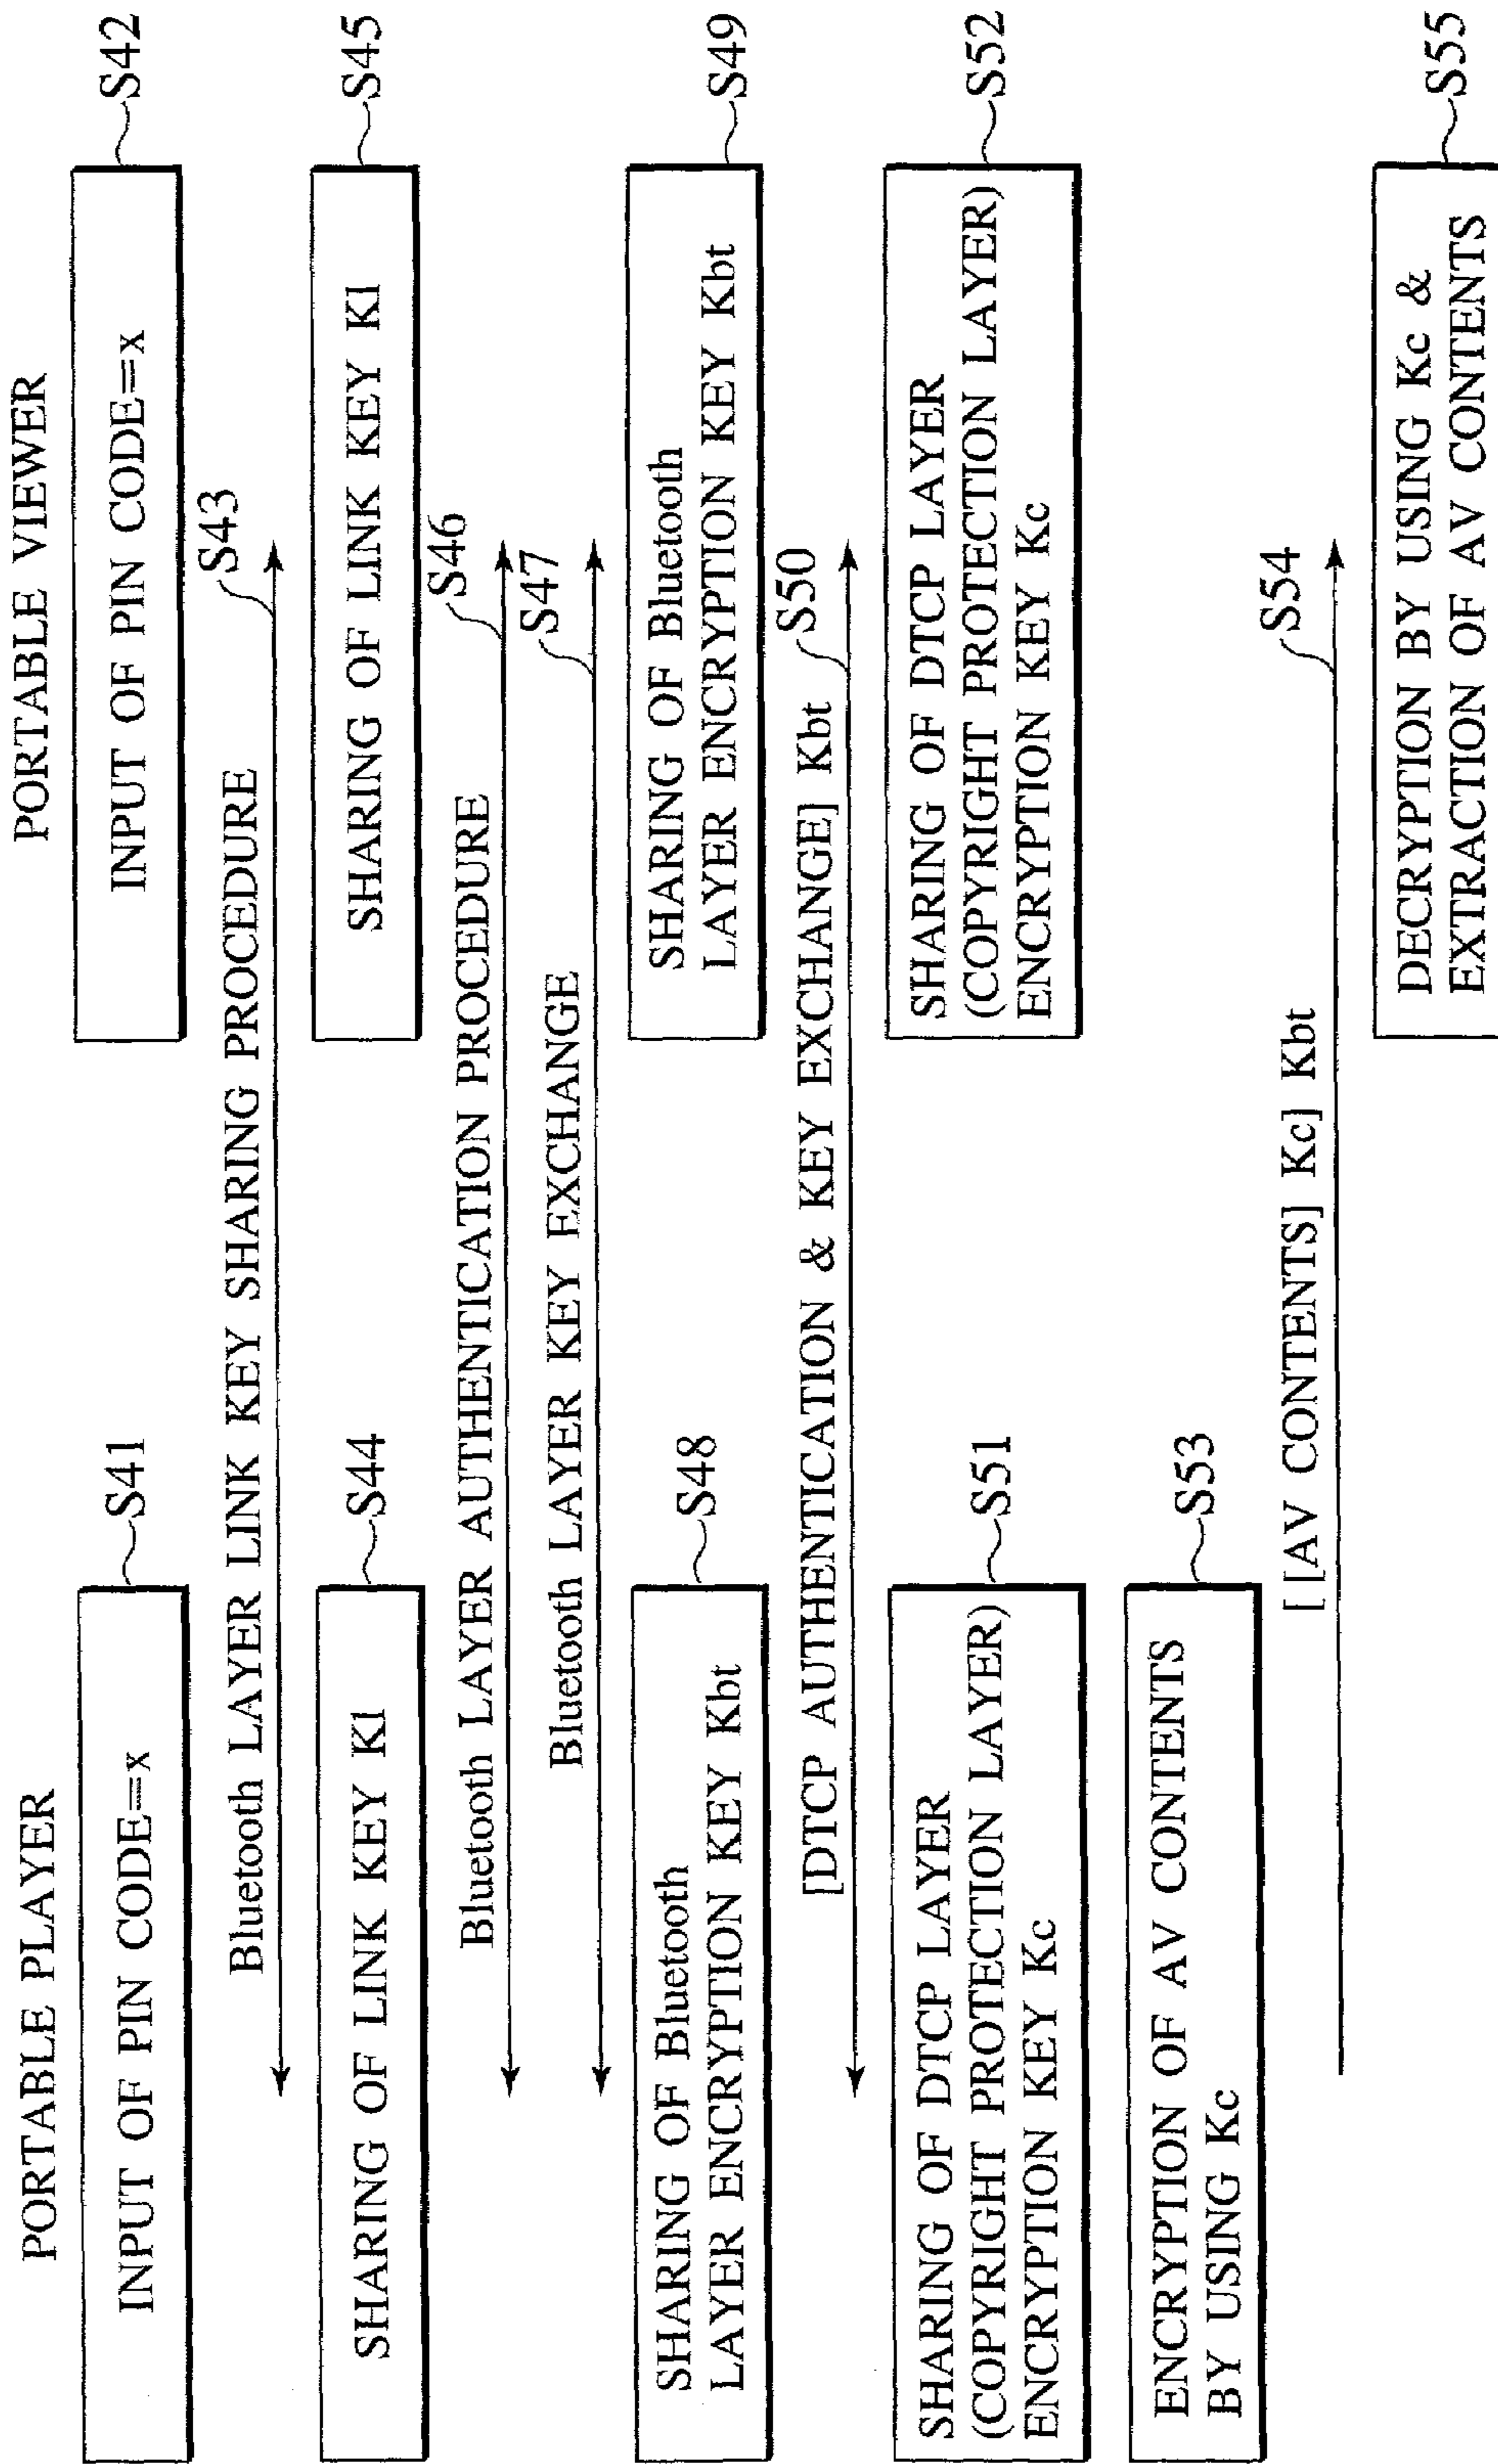 PORTABLE PLAYER
PORTABLE VIEWER
INPUT OF PIN CODE=x
S41
INPUT OF PIN CODE=x
S42
Bluetooth LAYER LINK KEY SHARING PROCEDURE
S43
SHARING OF LINK KEY Kl
S44
SHARING OF LINK KEY Kl
S45
Bluetooth LAYER AUTHENTICATION PROCEDURE
S46
Bluetooth LAYER KEY EXCHANGE
S47
SHARING OF Bluetooth
LAYER ENCRYPTION KEY Kbt
S48
SHARING OF Bluetooth
LAYER ENCRYPTION KEY Kbt
S49
[DTCP AUTHENTICATION & KEY EXCHANGE] Kbt
S50
SHARING OF DTCP LAYER
(COPYRIGHT PROTECTION LAYER)
ENCRYPTION KEY Kc
S51
SHARING OF DTCP LAYER
(COPYRIGHT PROTECTION LAYER)
ENCRYPTION KEY Kc
S52
ENCRYPTION OF AV CONTENTS
BY USING Kc
S53
[ [AV CONTENTS] Kc] Kbt
S54
DECRYPTION BY USING Kc &
EXTRACTION OF AV CONTENTS
S55